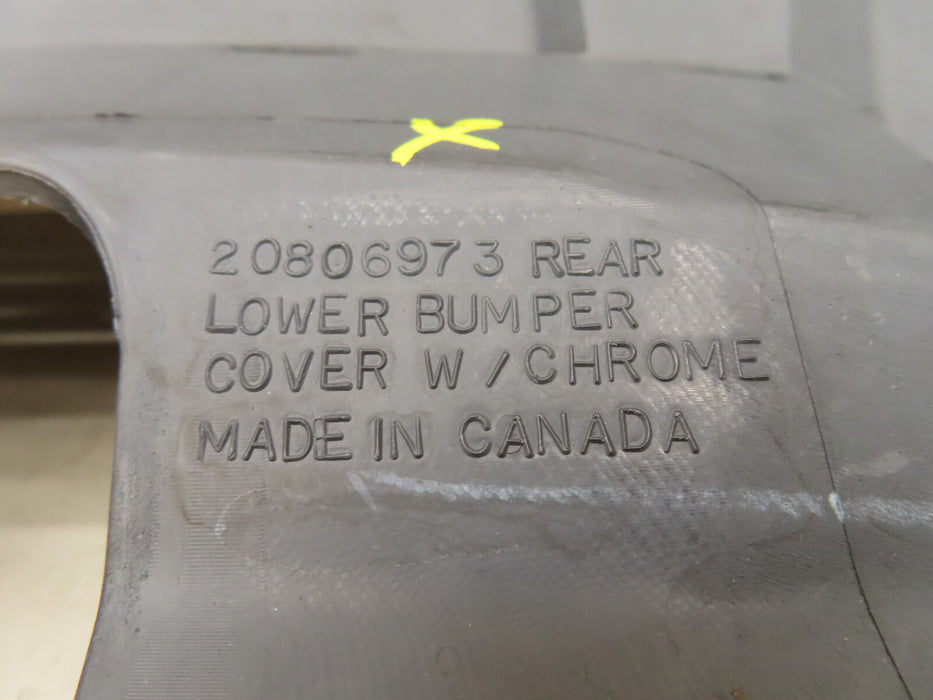 20806973 REAR
LOWER BUMPER
COVER W/CHROME
MADE IN CANADA